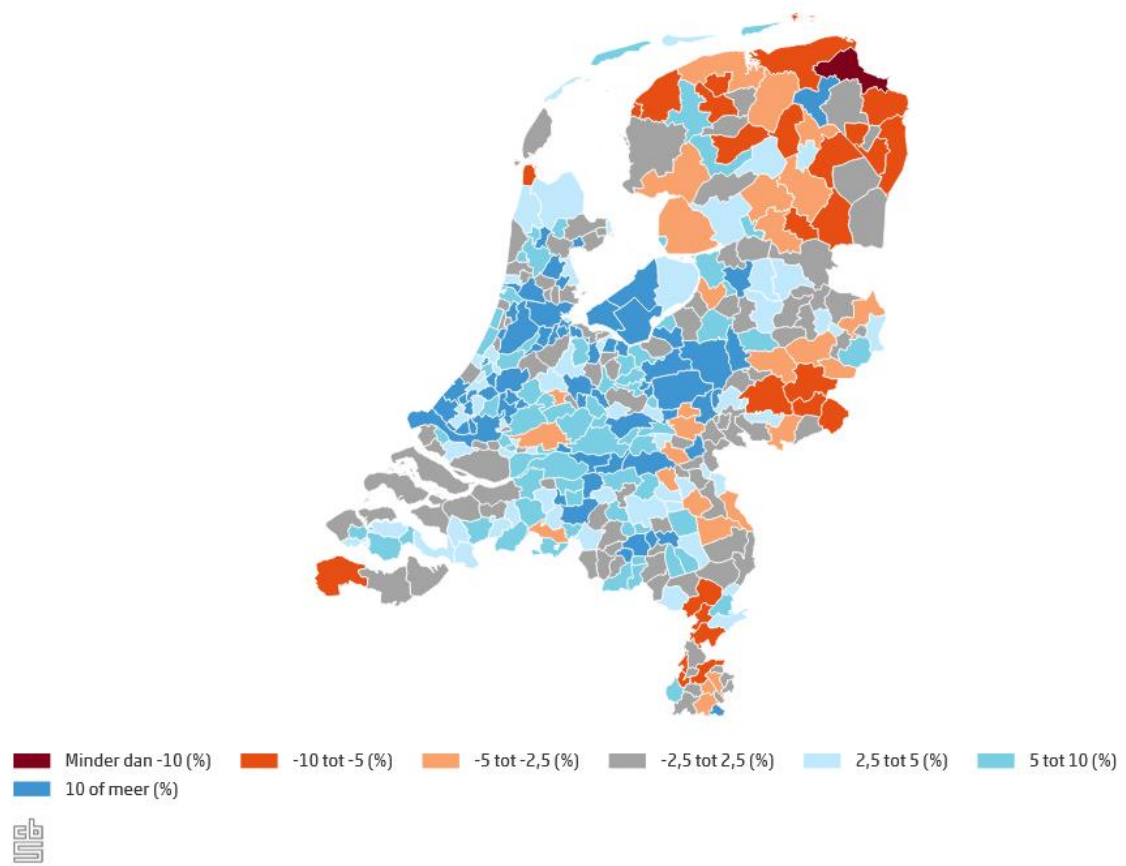 Minder dan -10 (%) -10 tot -5 (%) -5 tot -2,5 (%) -2,5 tot 2,5 (%) 2,5 tot 5 (%) 5 tot 10 (%)
10 of meer (%)
cbs